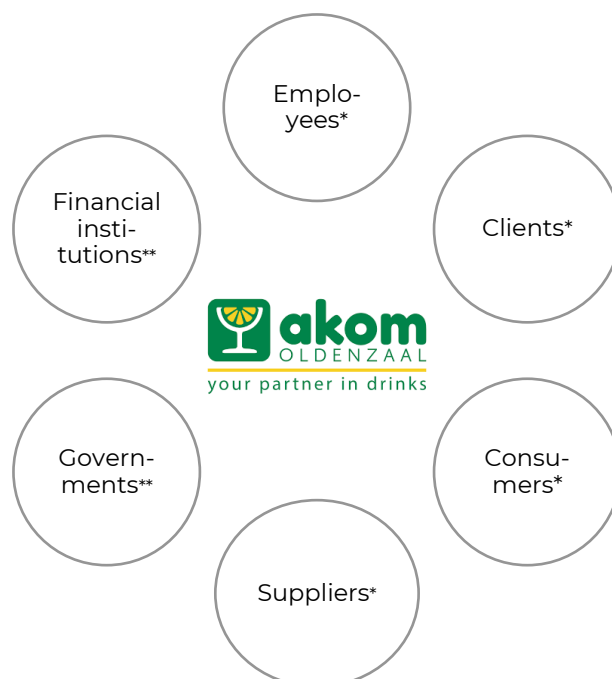 Emplo-
yees*
Financial
insti-
tutions**
Clients*
akom
OLDENZAAL
your partner in drinks
Govern-
ments**
Consu-
mers*
Suppliers*